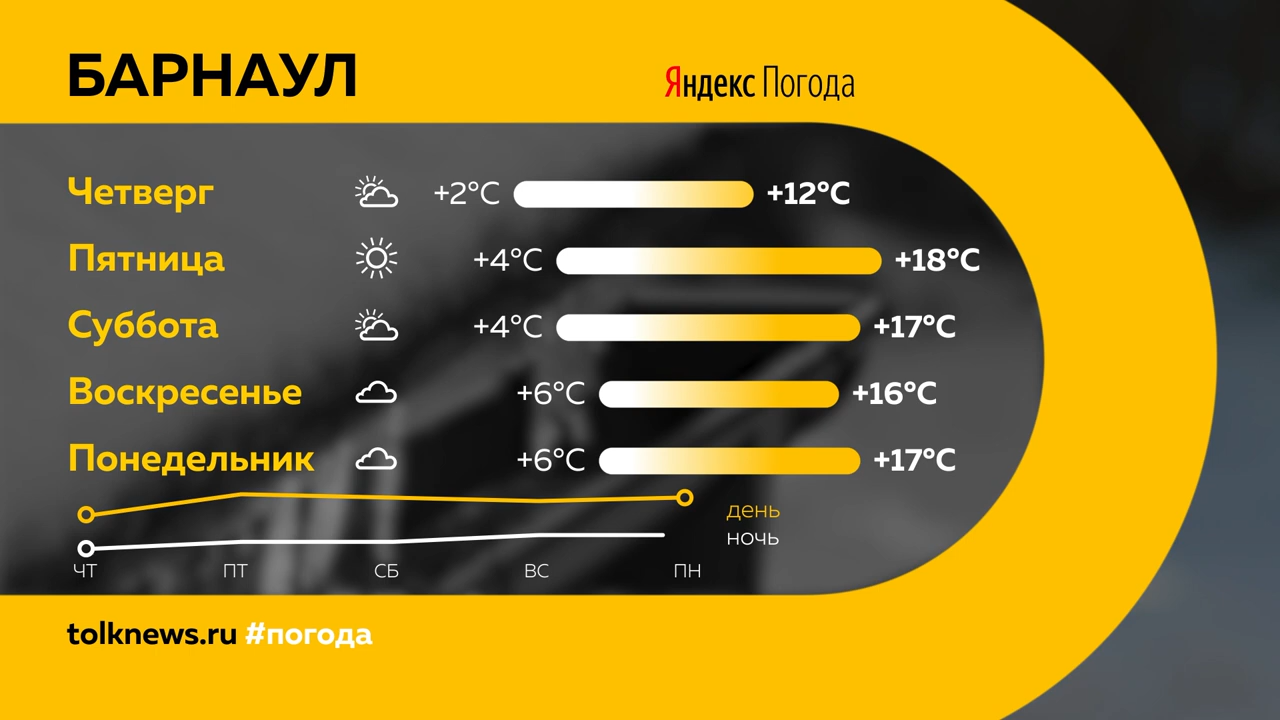 БАРНАУЛ
Яндекс Погода
Четверг +2°C +12°C
Пятница +4°C +18°C
Суббота +4°C +17°C
Воскресенье +6°C +16°C
Понедельник +6°C +17°C
день
ночь
ЧТ ПТ СБ ВС ПН
tolknews.ru #погода